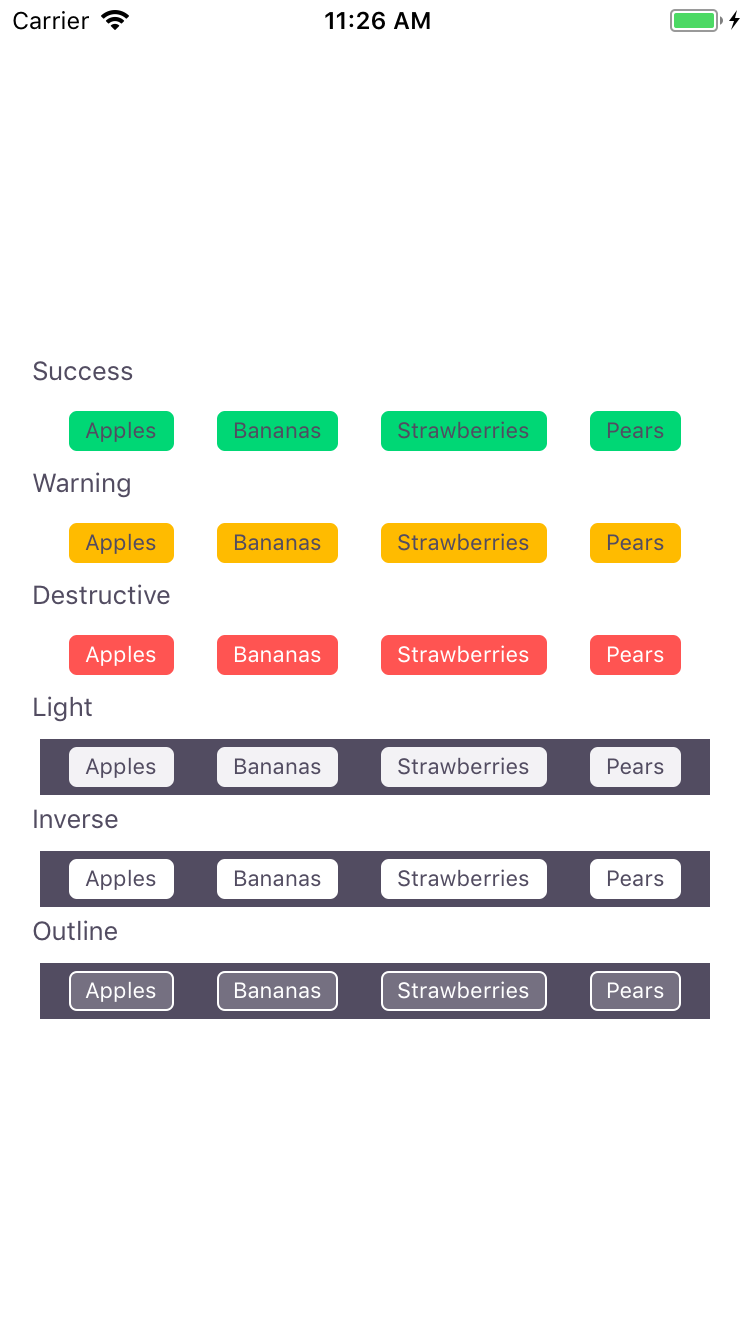 Carrier 11:26 AM
Success
Apples Bananas Strawberries Pears
Warning
Apples Bananas Strawberries Pears
Destructive
Apples Bananas Strawberries Pears
Light
Apples Bananas Strawberries Pears
Inverse
Apples Bananas Strawberries Pears
Outline
Apples Bananas Strawberries Pears